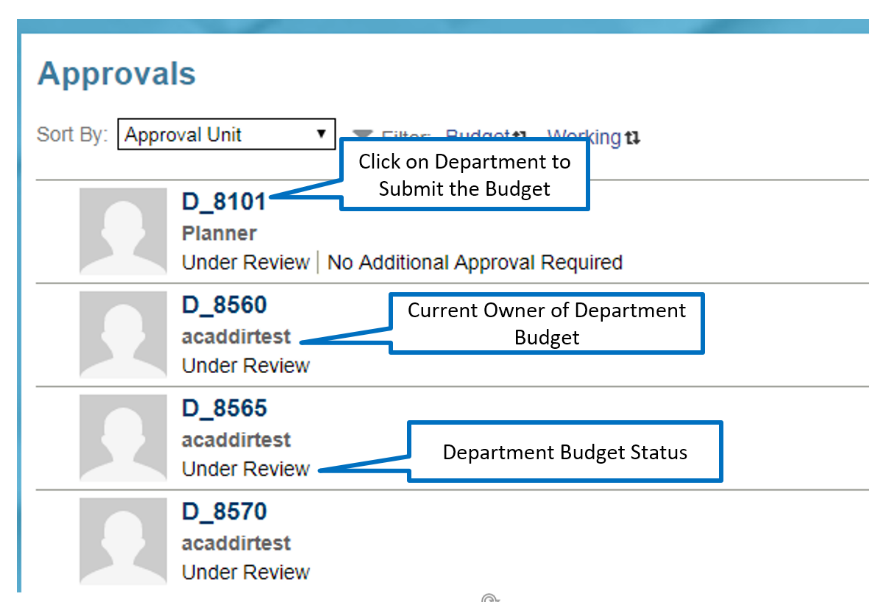 Approvals
Sort By: Approval Unit Filter: Budget Working
Click on Department to
Submit the Budget
D_8101
Planner
Under Review | No Additional Approval Required
D_8560
Current Owner of Department
Budget
acaddirtest
Under Review
D_8565
acaddirtest
Department Budget Status
Under Review
D_8570
acaddirtest
Under Review